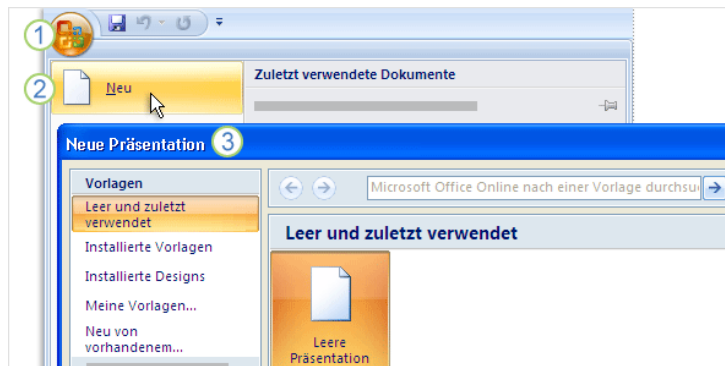 1
2
Neu
Zuletzt verwendete Dokumente
Neue Präsentation 3
Vorlagen
Leer und zuletzt
verwendet
Installierte Vorlagen
Installierte Designs
Meine Vorlagen...
Neu von
vorhandenem...
Microsoft Office Online nach einer Vorlage durchsu
Leer und zuletzt verwendet
Leere
Präsentation